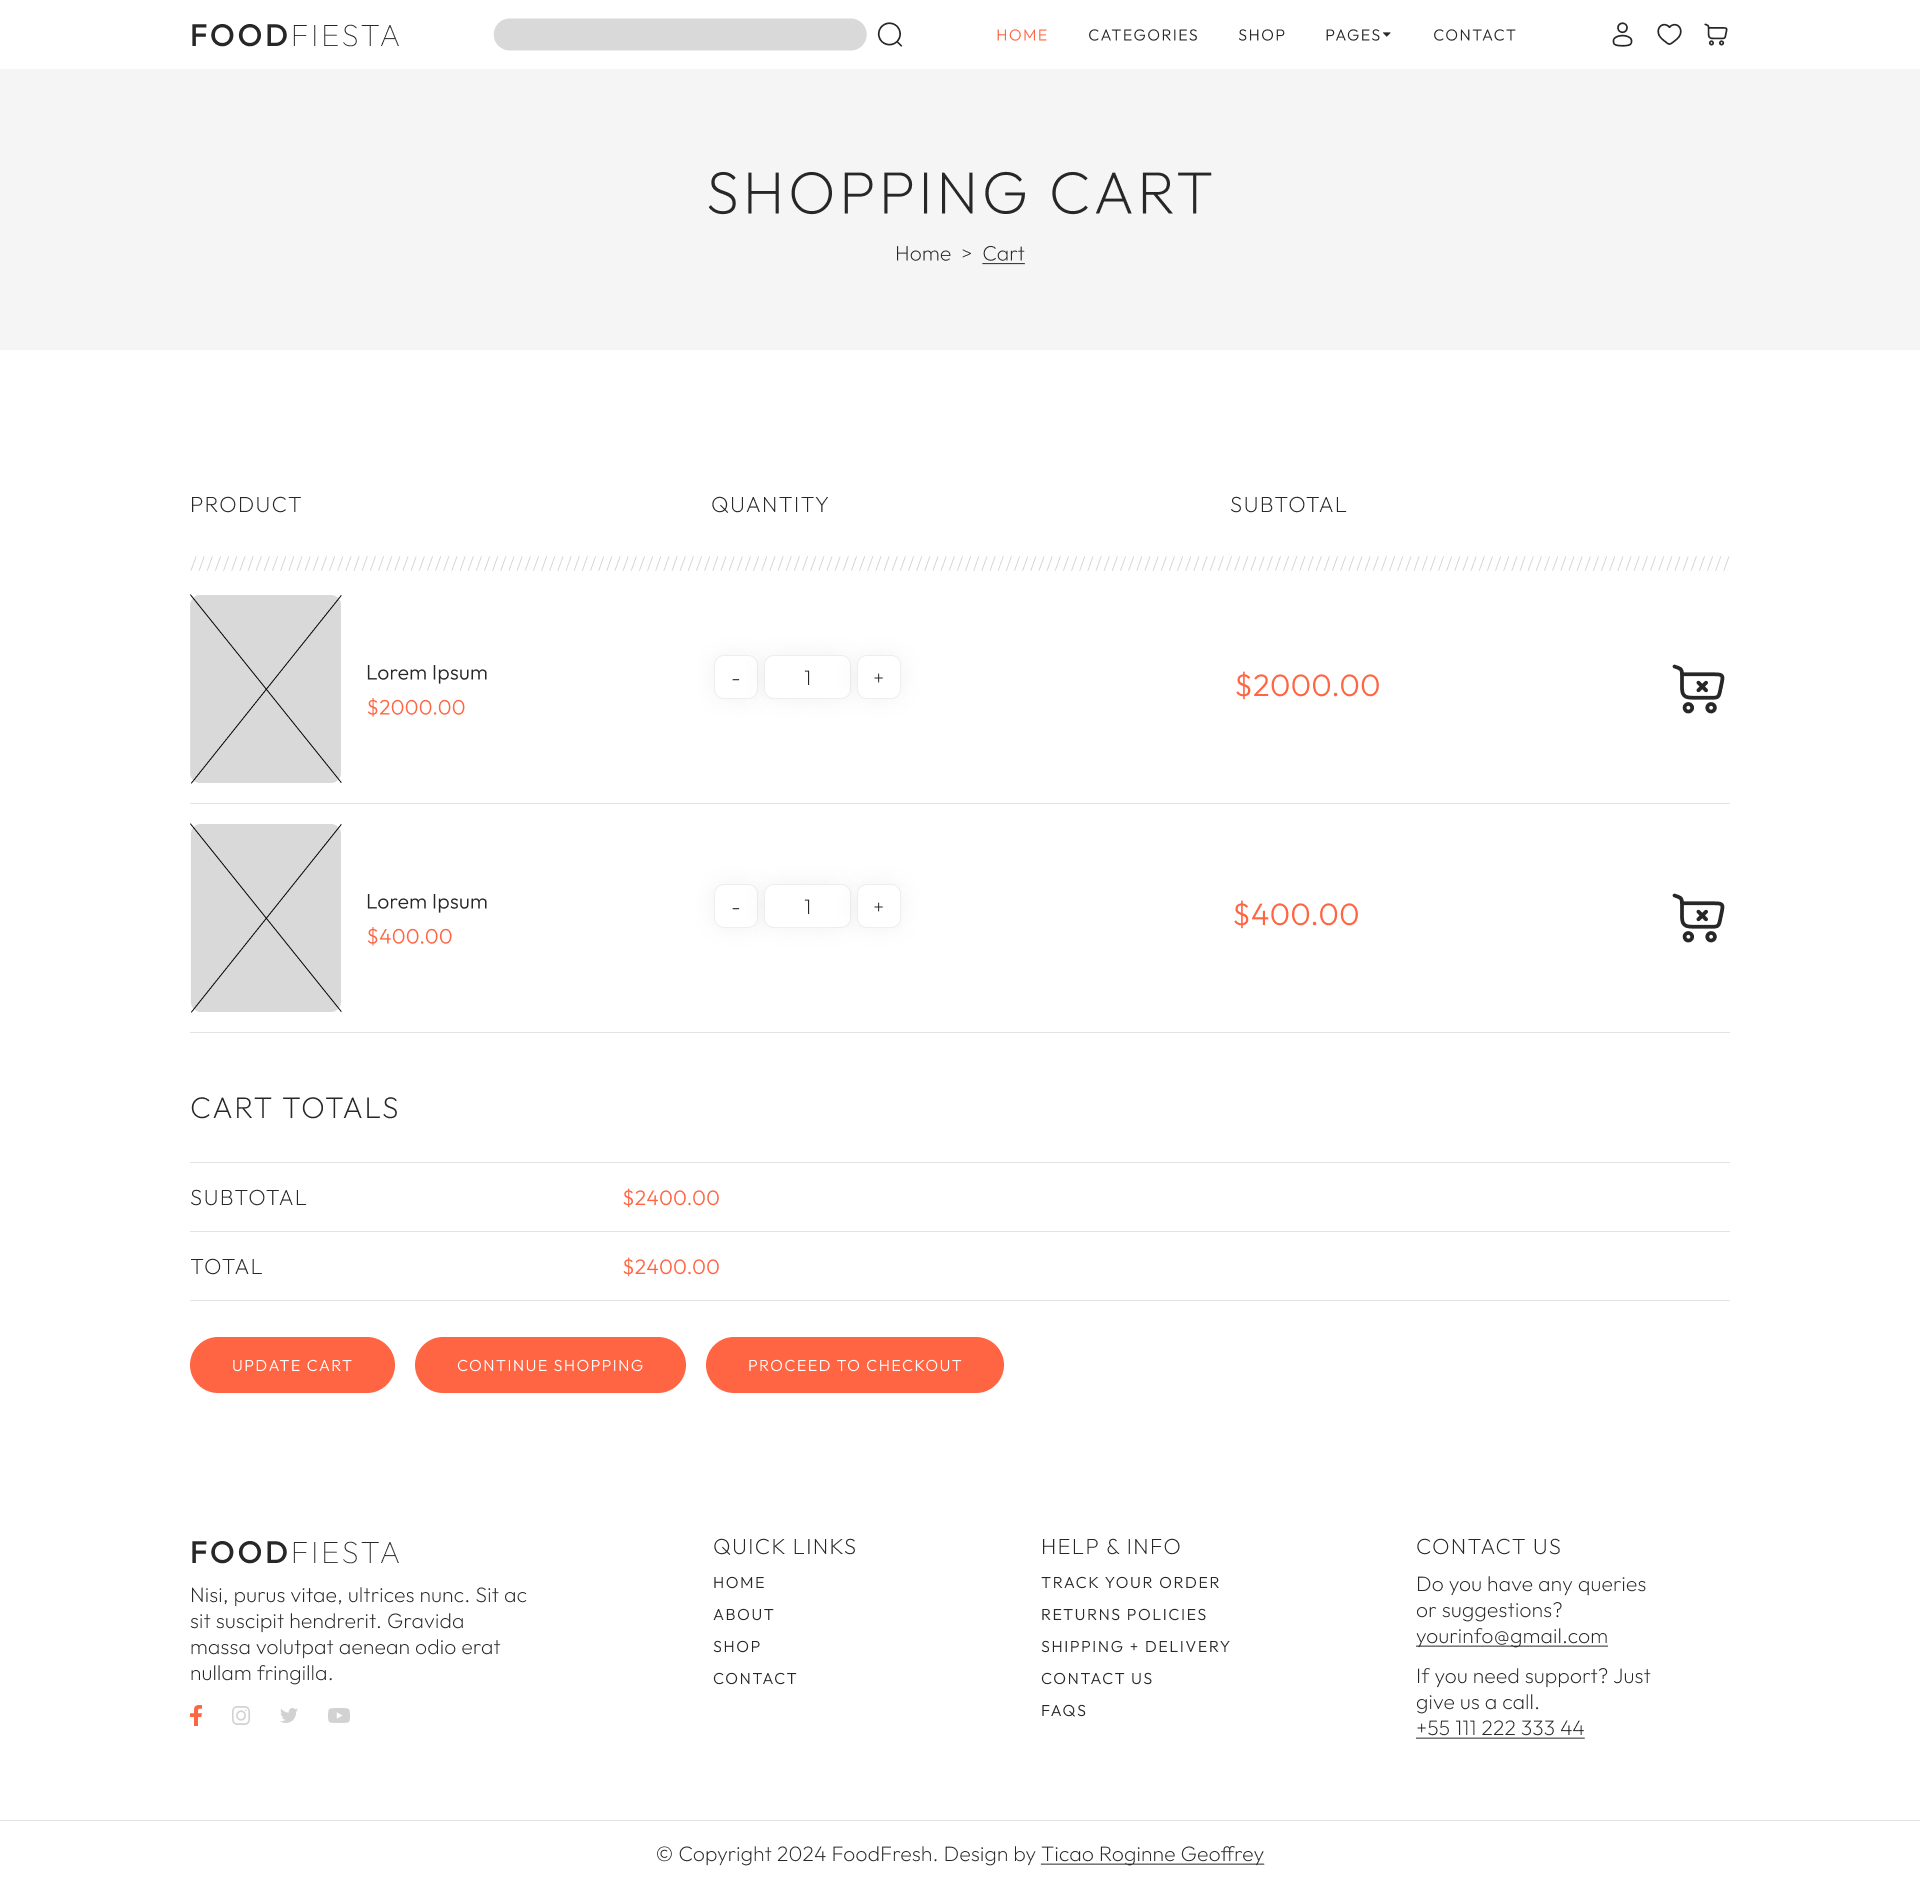 FOODFIESTA
HOME CATEGORIES SHOP PAGES CONTACT
SHOPPING CART
Home > Cart
PRODUCT QUANTITY SUBTOTAL
Lorem Ipsum
$2000.00
- 1 +
$2000.00
Lorem Ipsum
$400.00
- 1 +
$400.00
CART TOTALS
SUBTOTAL $2400.00
TOTAL $2400.00
UPDATE CART CONTINUE SHOPPING PROCEED TO CHECKOUT
FOODFIESTA
Nisi, purus vitae, ultrices nunc. Sit ac
sit suscipit hendrerit. Gravida
massa volutpat aenean odio erat
nullam fringilla.
QUICK LINKS
HOME
ABOUT
SHOP
CONTACT
HELP & INFO
TRACK YOUR ORDER
RETURNS POLICIES
SHIPPING + DELIVERY
CONTACT US
FAQS
CONTACT US
Do you have any queries
or suggestions?
yourinfo@gmail.com
If you need support? Just
give us a call.
+55 111 222 333 44
© Copyright 2024 FoodFresh. Design by Ticao Roginne Geoffrey